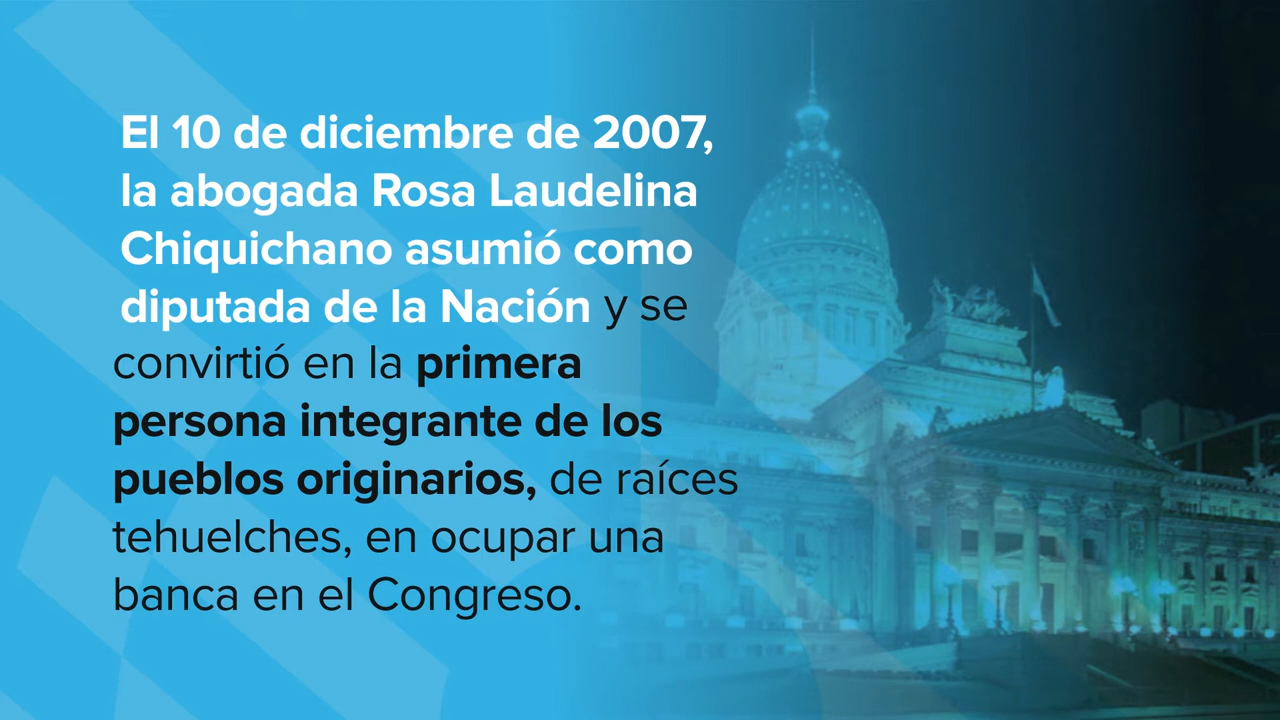 El 10 de diciembre de 2007,
la abogada Rosa Laudelina
Chiquichano asumió como
diputada de la Nación y se
convirtió en la primera
persona integrante de los
pueblos originarios, de raíces
tehuelches, en ocupar una
banca en el Congreso.